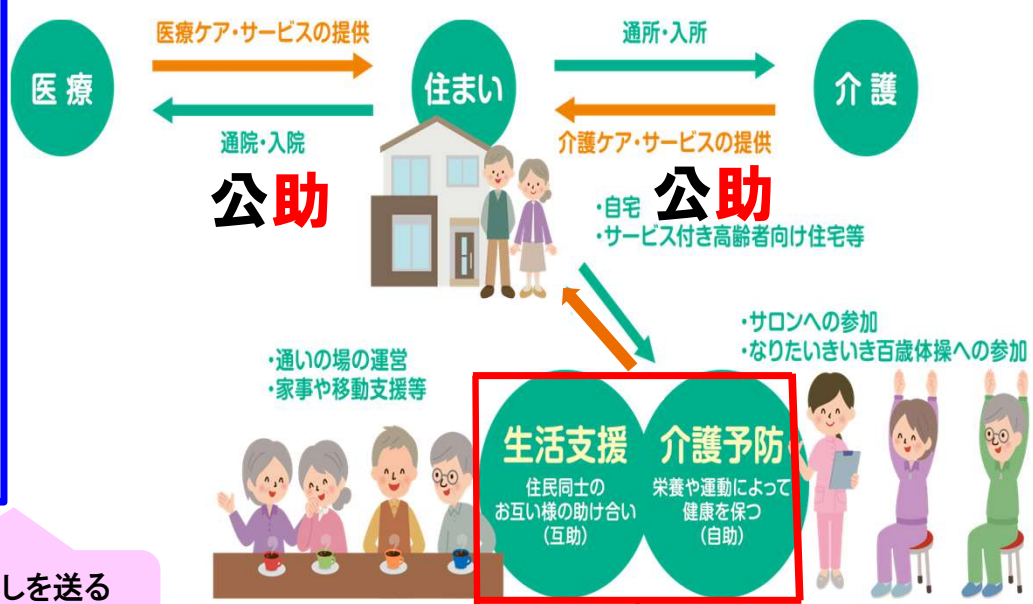 医療ケア・サービスの提供
通所・入所
医療
住まい
介護
通院・入院
介護ケア・サービスの提供
公助
公助
・自宅
・サービス付き高齢者向け住宅等
・サロンへの参加
・なりたいきいき百歳体操への参加
・通いの場の運営
・家事や移動支援等
生活支援
住民同士の
お互い様の助け合い
(互助)
介護予防
栄養や運動によって
健康を保つ
(自助)
しを送る